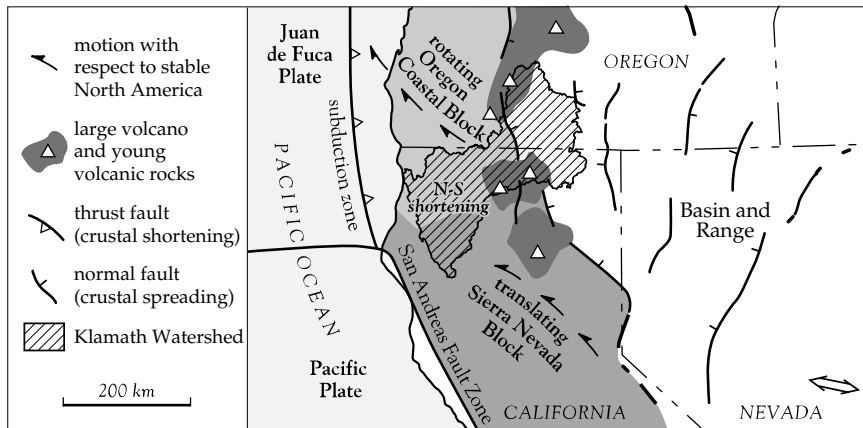 motion with
respect to stable
North America
large volcano
and young
volcanic rocks
thrust fault
(crustal shortening)
normal fault
(crustal spreading)
Klamath Watershed
200 km
Juan
de Fuca
Plate
subduction zone
PACIFIC OCEAN
Pacific
Plate
rotating
Oregon
Coastal Block
N-S
shortening
San Andreas Fault Zone
translating
Sierra Nevada
Block
OREGON
Basin and
Range
CALIFORNIA
NEVADA